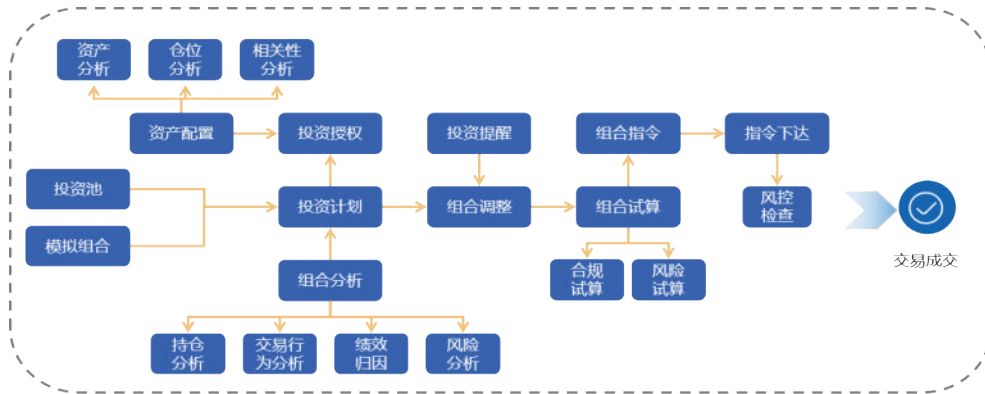 资产
分析
仓位
分析
相关性
分析
资产配置
投资授权
投资提醒
组合指令
指令下达
投资池
投资计划
组合调整
组合试算
风控
检查
模拟组合
交易成交
组合分析
合规
试算
风险
试算
持仓
分析
交易行
为分析
绩效
归因
风险
分析